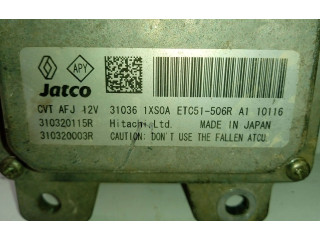 APY
Jatco
CVT AFJ 12V 31036 1XS0A ETC51-506R A1 10116
310320115R Hitachi, Ltd. MADE IN JAPAN
310320003R CAUTION: DON'T USE THE FALLEN ATCU.